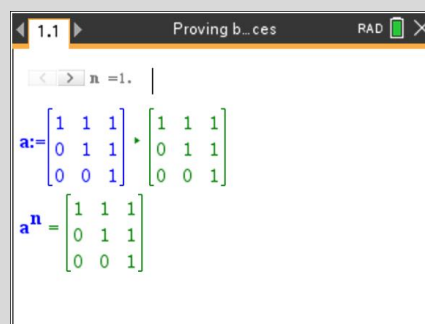 1.1 Proving b...ces RAD
< > n =1.
a:= [1 1 1; 0 1 1; 0 0 1] ▸ [1 1 1; 0 1 1; 0 0 1]
aⁿ = [1 1 1; 0 1 1; 0 0 1]